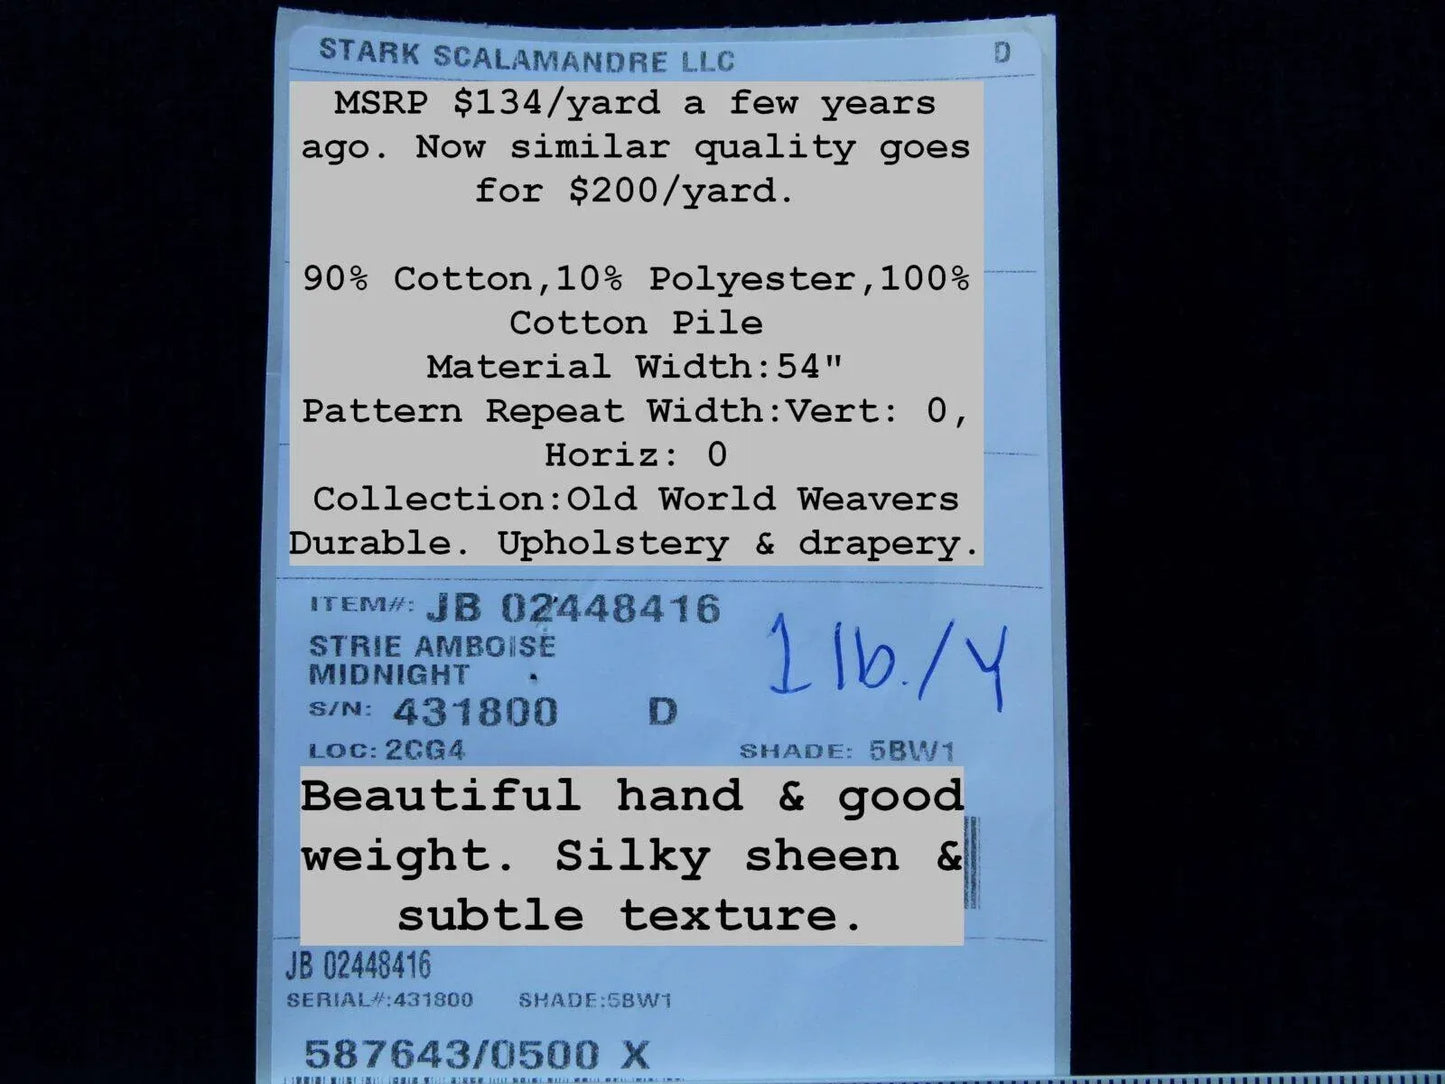 STARK SCALAMANDRE LLC D
MSRP $134/yard a few years
ago. Now similar quality goes
for $200/yard.
90% Cotton,10% Polyester,100%
Cotton Pile
Material Width:54"
Pattern Repeat Width:Vert: 0,
Horiz: 0
Collection:Old World Weavers
Durable. Upholstery & drapery.
ITEM#: JB 02448416
STRIE AMBOISE
MIDNIGHT
1 lb./Y
S/N: 431800 D
LOC: 2CG4 SHADE: 5BW1
Beautiful hand & good
weight. Silky sheen &
subtle texture.
JB 02448416
SERIAL#:431800 SHADE:5BW1
587643/0500 X